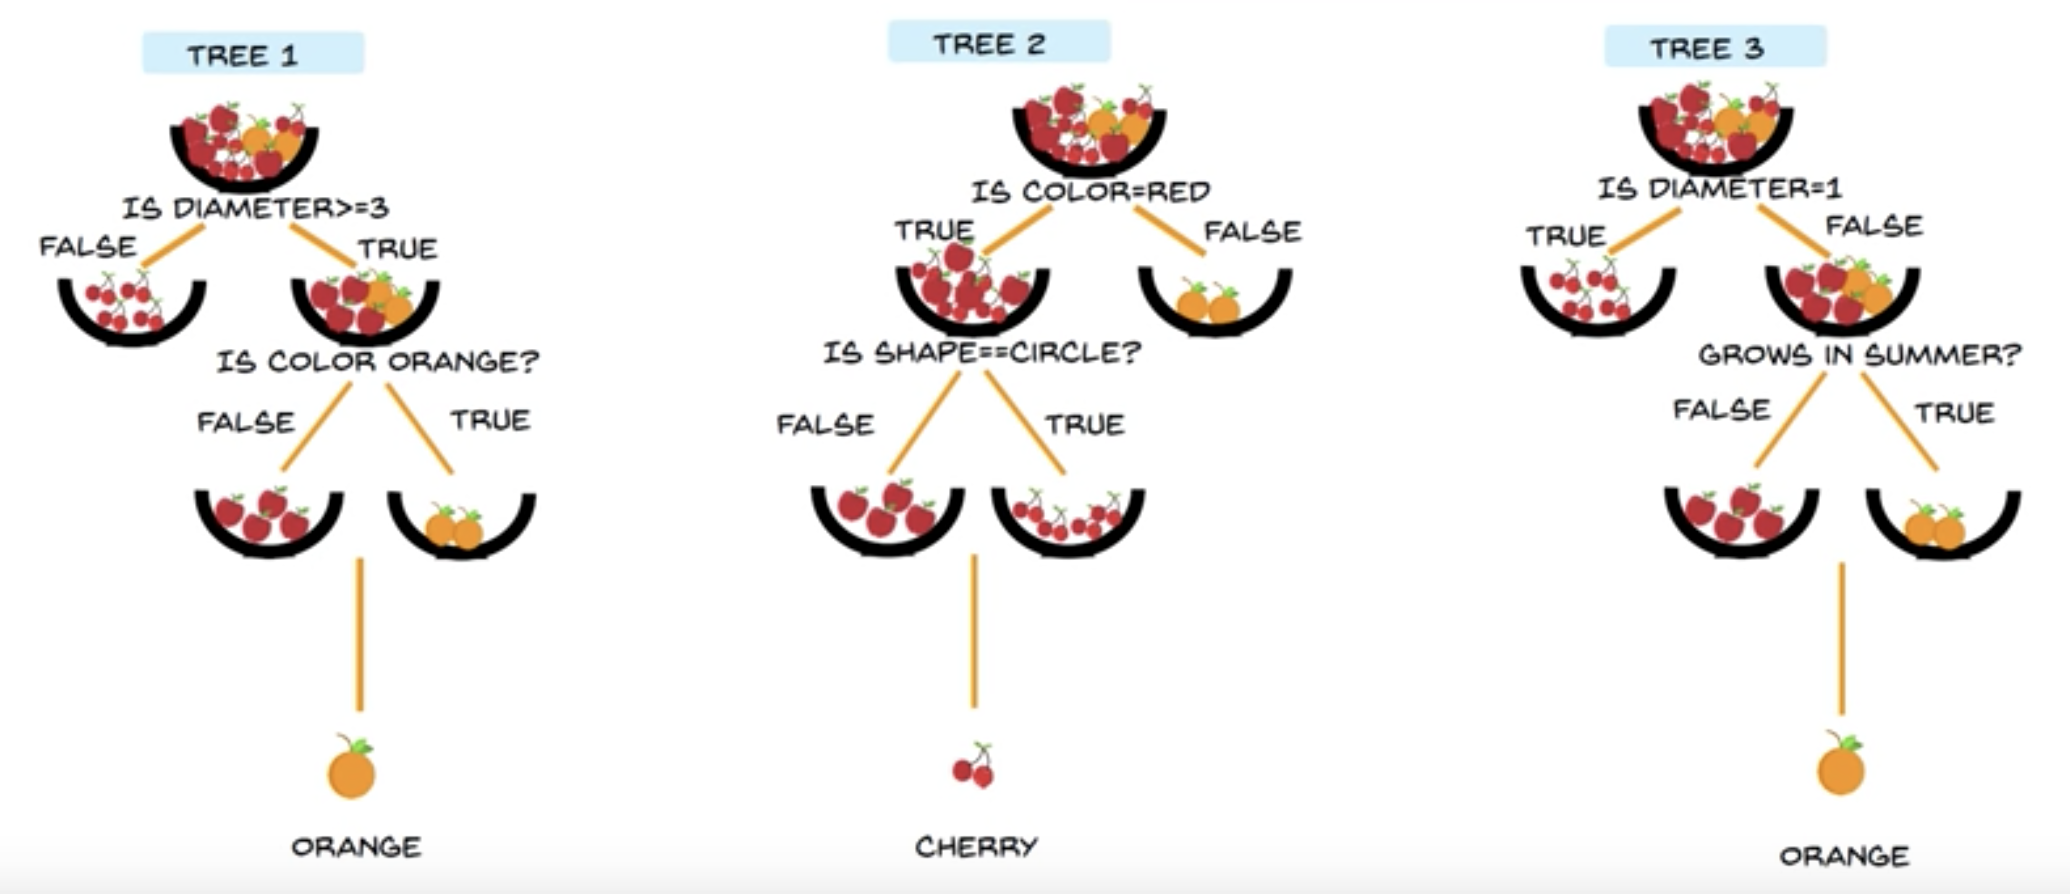 TREE 1
IS DIAMETER>=3
FALSE
TRUE
IS COLOR ORANGE?
FALSE
TRUE
ORANGE
TREE 2
IS COLOR=RED
TRUE
FALSE
IS SHAPE==CIRCLE?
FALSE
TRUE
CHERRY
TREE 3
IS DIAMETER=1
TRUE
FALSE
GROWS IN SUMMER?
FALSE
TRUE
ORANGE